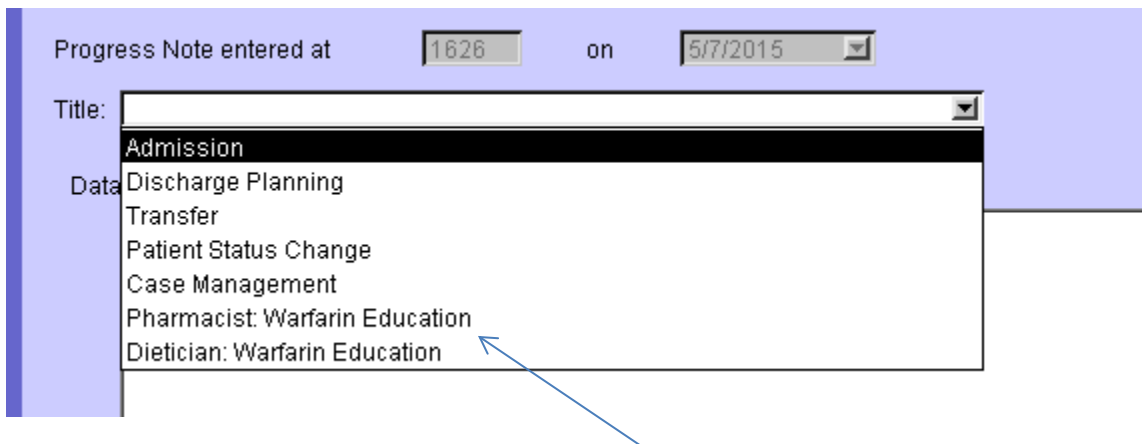 Progress Note entered at 1626 on 5/7/2015
Title:
Admission
Data Discharge Planning
Transfer
Patient Status Change
Case Management
Pharmacist: Warfarin Education
Dietician: Warfarin Education